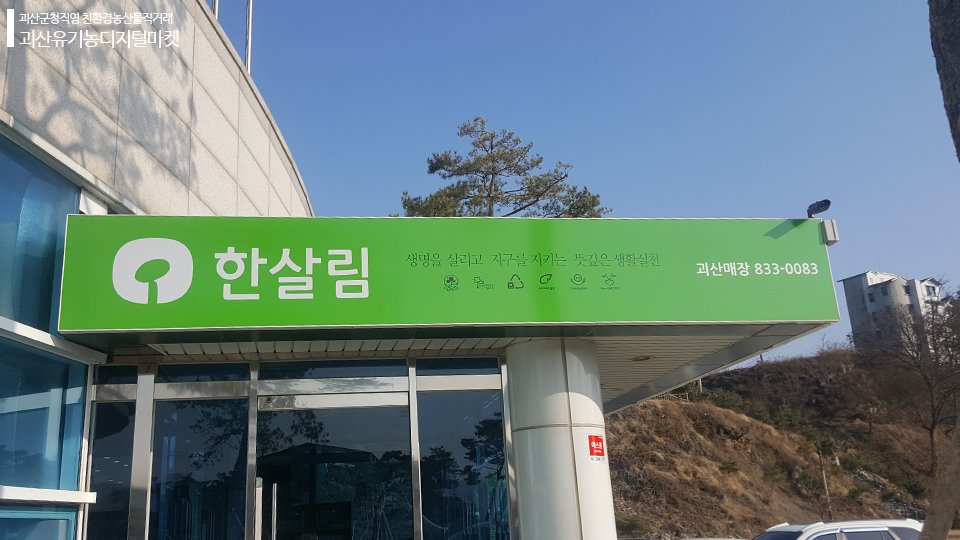 괴산군청직영 친환경농산물직거래
괴산유기농디지털마켓
한살림
생명을 살리고 지구를 지키는 뜻깊은 생활실천
괴산매장 833-0083